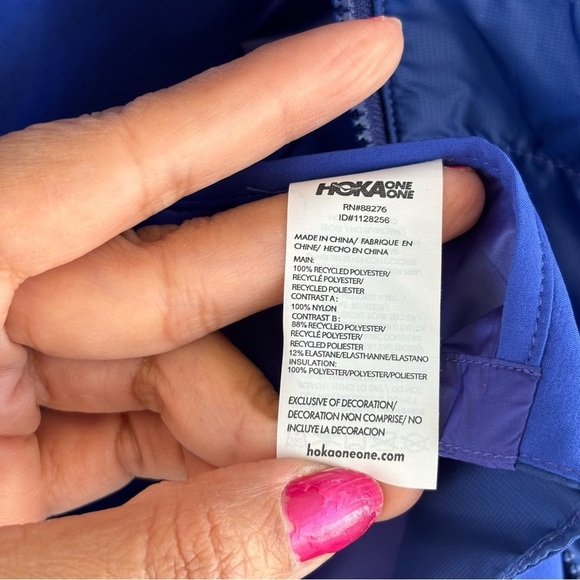 HOKA ONE ONE
RN#88276
ID#1128256
MADE IN CHINA/ FABRIQUE EN
CHINE/ HECHO EN CHINA
MAIN:
100% RECYCLED POLYESTER/
RECYCLÉ POLYESTER/
RECICLADO POLIESTER
CONTRAST A :
100% NYLON
CONTRAST B :
88% RECYCLED POLYESTER/
RECYCLÉ POLYESTER/
RECICLADO POLIESTER
12% ELASTANE/ELASTHANNE/ELASTANO
INSULATION:
100% POLYESTER/POLYESTER/POLIESTER
EXCLUSIVE OF DECORATION/
DECORATION NON COMPRISE/ NO
INCLUYE LA DECORACION
hokaoneone.com